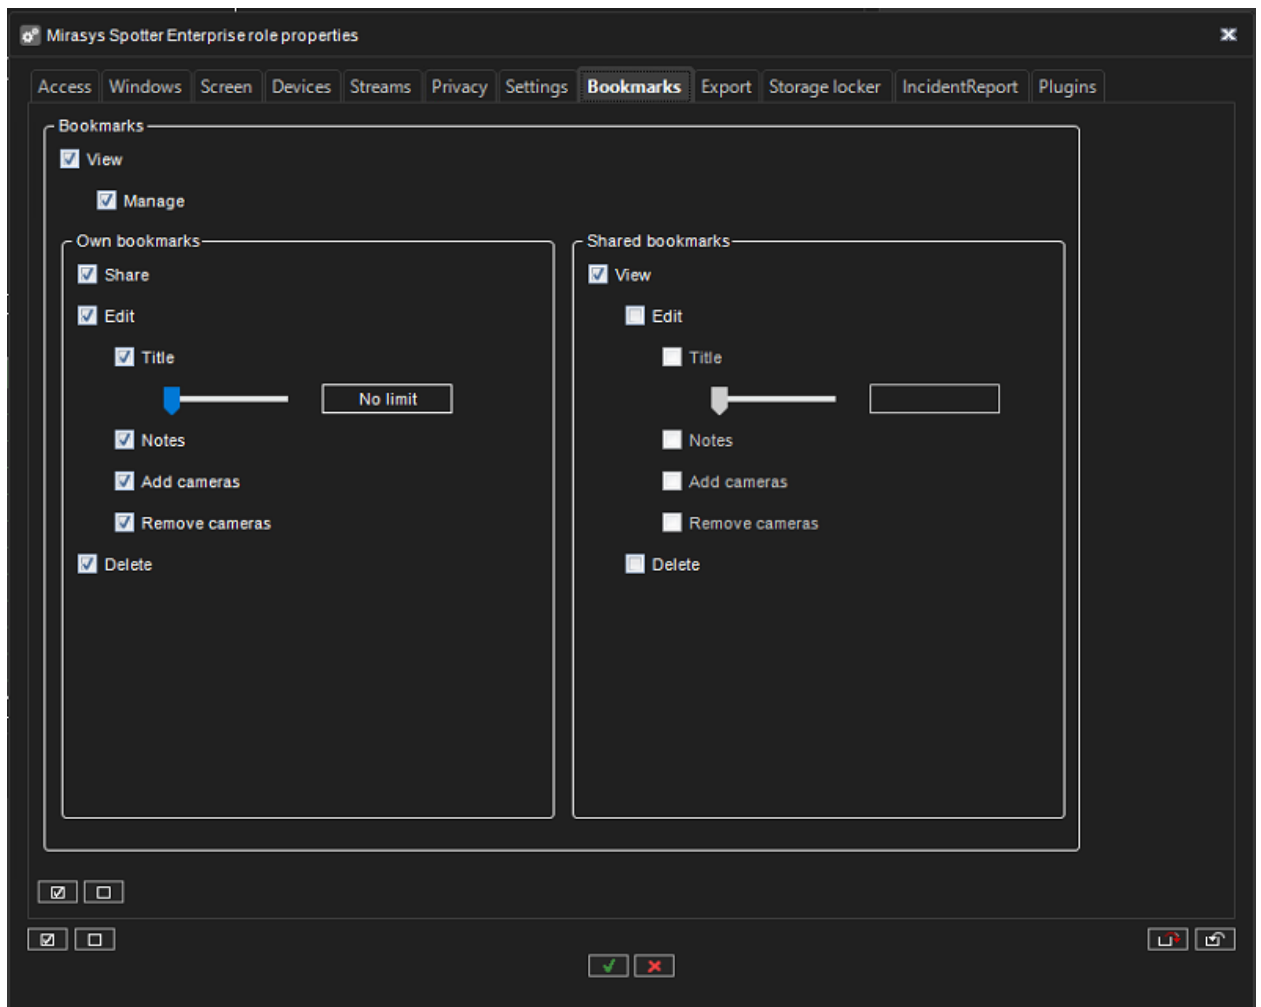 Mirasys Spotter Enterprise role properties
Access Windows Screen Devices Streams Privacy Settings Bookmarks Export Storage locker IncidentReport Plugins
Bookmarks
View
Manage
Own bookmarks
Share
Edit
Title
No limit
Notes
Add cameras
Remove cameras
Delete
Shared bookmarks
View
Edit
Title
Notes
Add cameras
Remove cameras
Delete